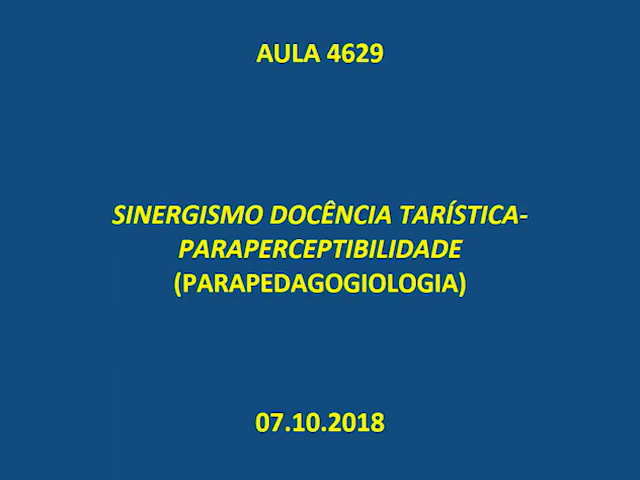 AULA 4629
SINERGISMO DOCÊNCIA TARÍSTICA-
PARAPERCEPTIBILIDADE
(PARAPEDAGOGIOLOGIA)
07.10.2018